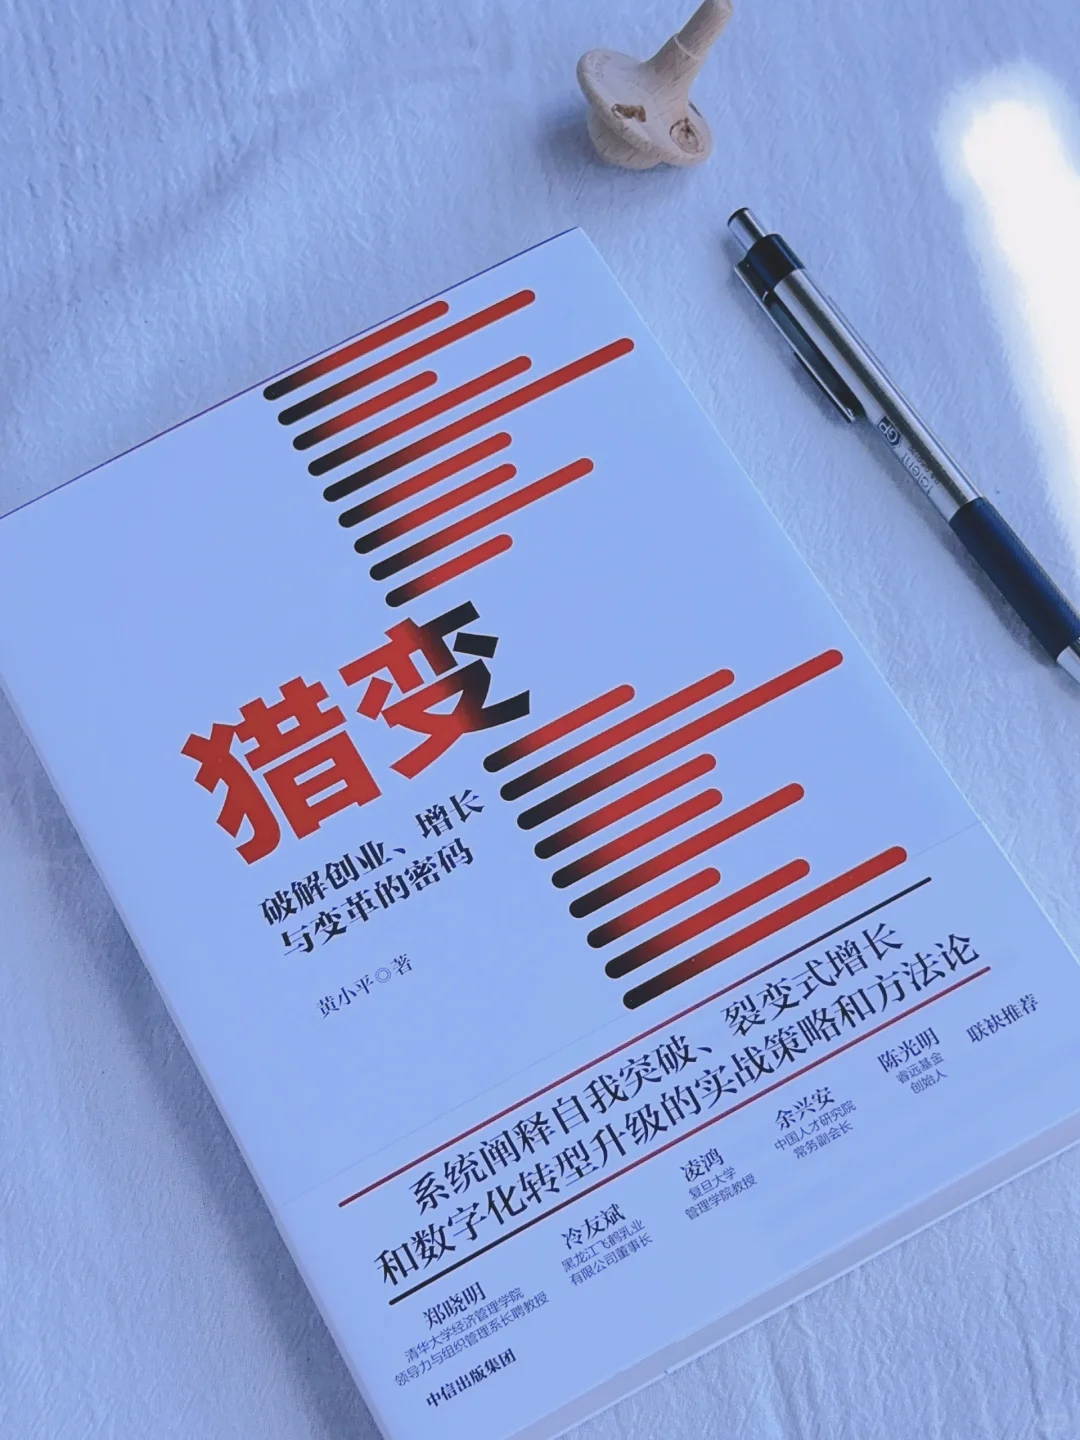 猎变
破解创业、增长
与变革的密码
黄小平◎著
系统阐释自我突破、裂变式增长
和数字化转型升级的实战策略和方法论
郑晓明
清华大学经济管理学院
领导力与组织管理系长聘教授
冷友斌
黑龙江飞鹤乳业
有限公司董事长
凌鸿
复旦大学
管理学院教授
余兴安
中国人才研究院
常务副会长
陈光明
睿远基金
创始人
联袂推荐
中信出版集团
GP
talent